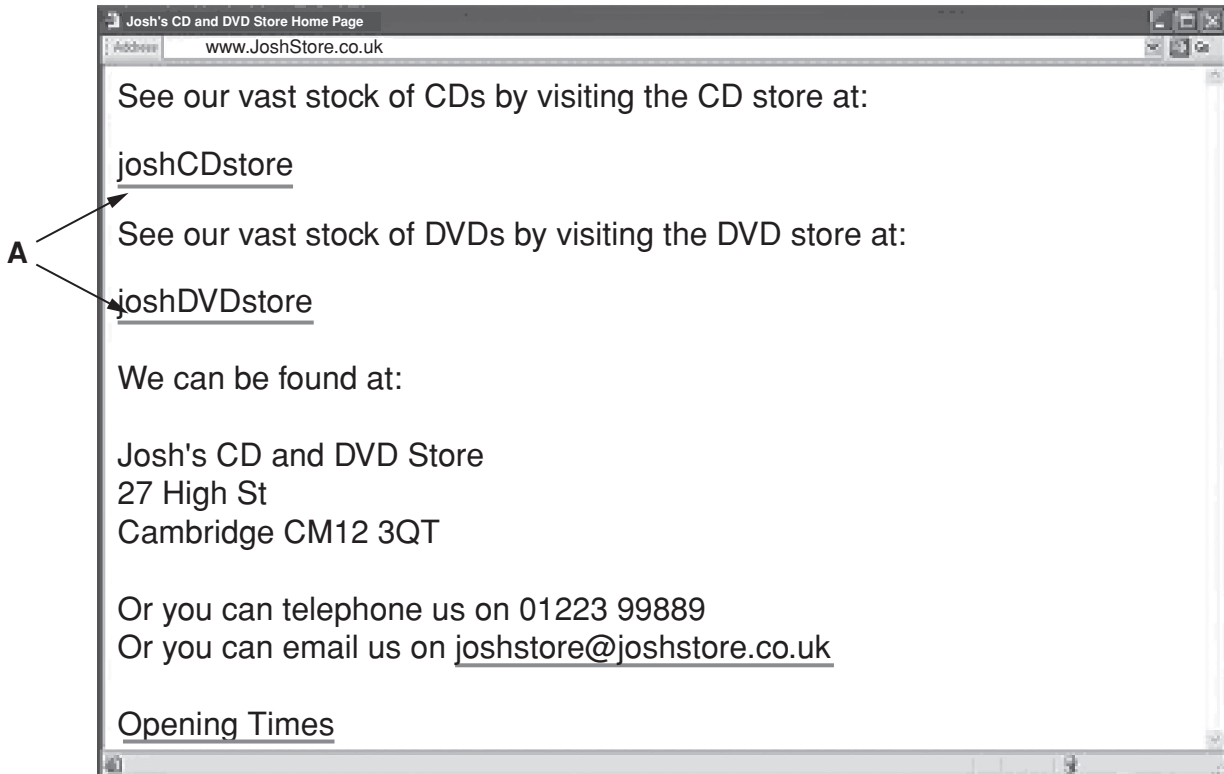 Josh's CD and DVD Store Home Page
Address www.JoshStore.co.uk Go
See our vast stock of CDs by visiting the CD store at:
joshCDstore
A
See our vast stock of DVDs by visiting the DVD store at:
joshDVDstore
We can be found at:
Josh's CD and DVD Store
27 High St
Cambridge CM12 3QT
Or you can telephone us on 01223 99889
Or you can email us on joshstore@joshstore.co.uk
Opening Times